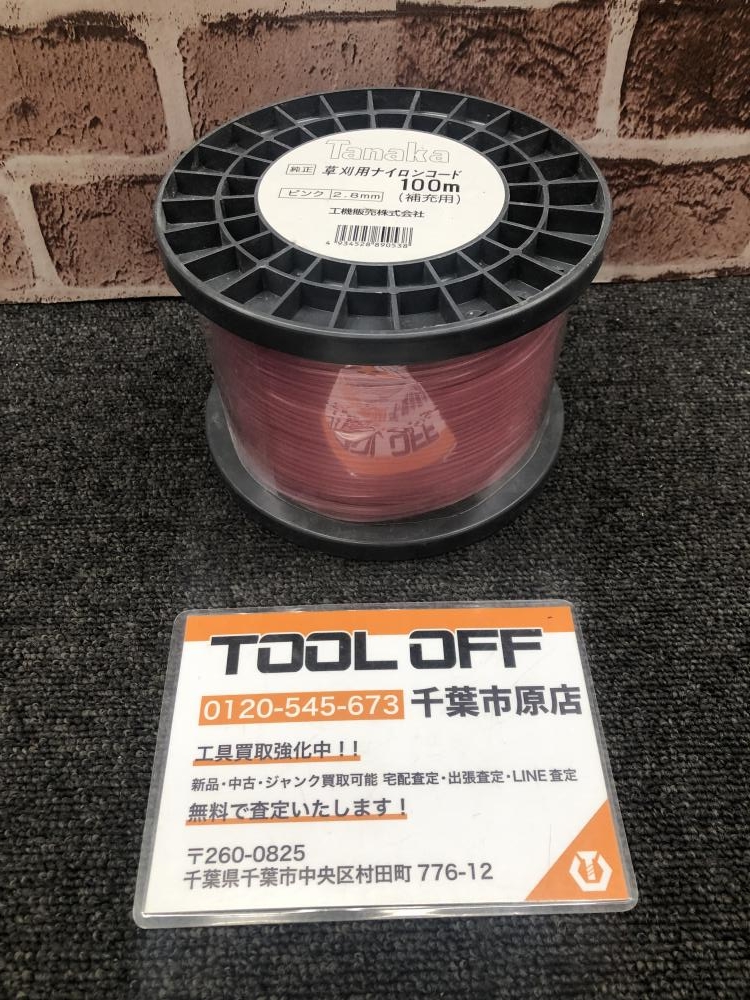 Tanaka
純正 草刈用ナイロンコード
100m
ピンク 2.8mm (補充用)
工機販売株式会社
4 934528 890538
TOOL OFF
0120-545-673 千葉市原店
工具買取強化中!!
新品・中古・ジャンク買取可能 宅配査定・出張査定・LINE査定
無料で査定いたします!
〒260-0825
千葉県千葉市中央区村田町 776-12